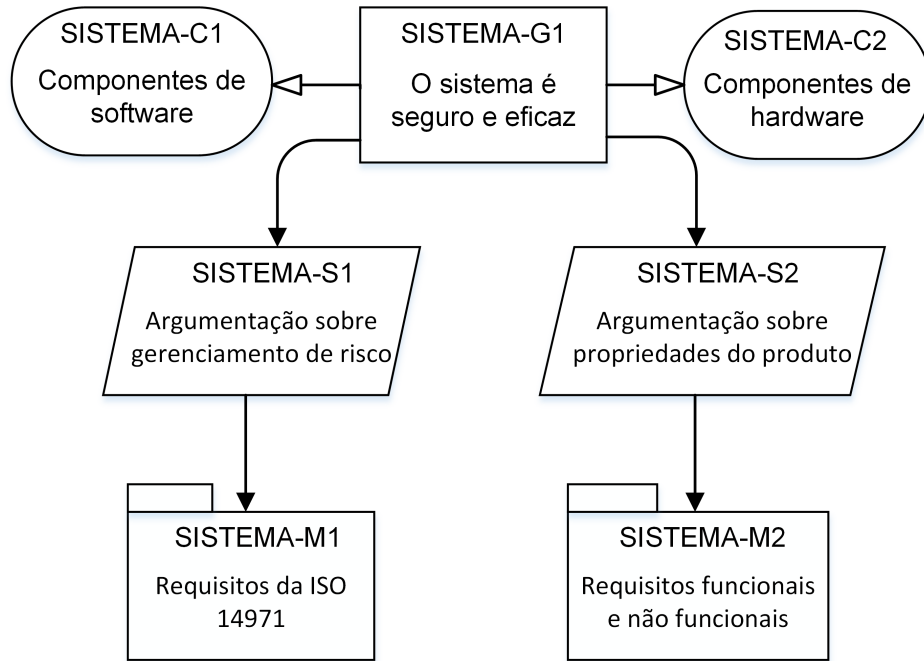 SISTEMA-C1
Componentes de
software
SISTEMA-G1
O sistema é
seguro e eficaz
SISTEMA-C2
Componentes de
hardware
SISTEMA-S1
Argumentação sobre
gerenciamento de risco
SISTEMA-S2
Argumentação sobre
propriedades do produto
SISTEMA-M1
Requisitos da ISO
14971
SISTEMA-M2
Requisitos funcionais
e não funcionais